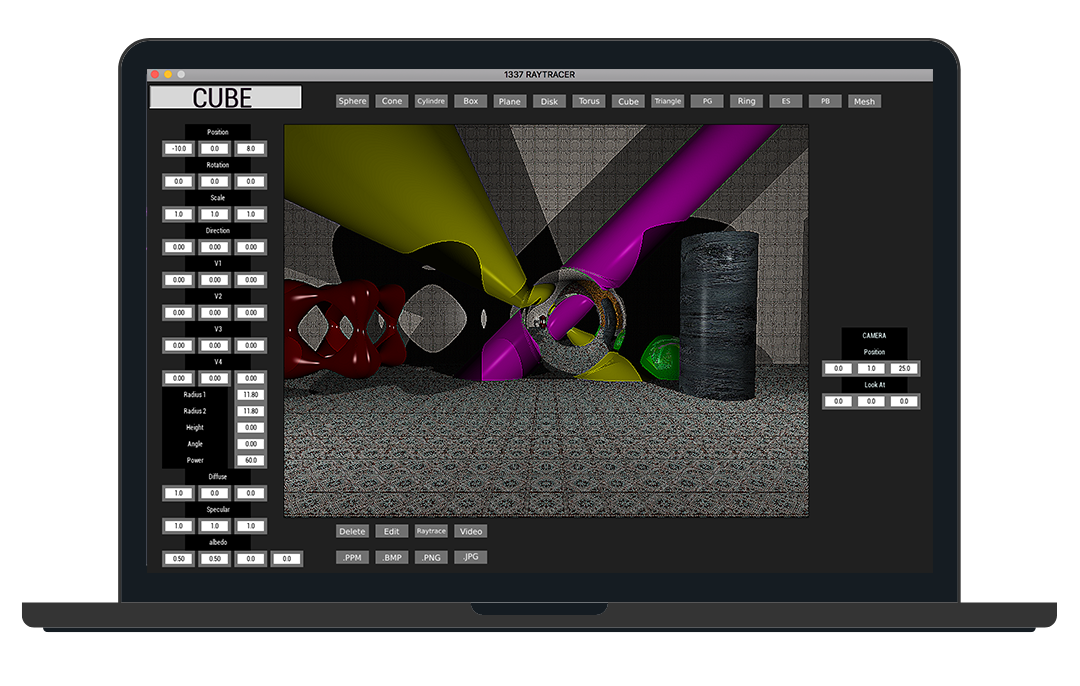 1337 RAYTRACER
CUBE
Sphere Cone Cylindre Box Plane Disk Torus Cube Triangle PG Ring ES PB Mesh
Position
-10.0 0.0 8.0
Rotation
0.0 0.0 0.0
Scale
1.0 1.0 1.0
Direction
0.00 0.00 0.00
V1
0.00 0.00 0.00
V2
0.00 0.00 0.00
V3
0.00 0.00 0.00
V4
0.00 0.00 0.00
Radius 1 11.80
Radius 2 11.80
Height 0.00
Angle 0.00
Power 60.0
Diffuse
1.0 0.0 0.0
Specular
1.0 1.0 1.0
albedo
0.50 0.50 0.0 0.0
CAMERA
Position
0.0 1.0 25.0
Look At
0.0 0.0 0.0
Delete Edit Raytrace Video
.PPM .BMP .PNG .JPG